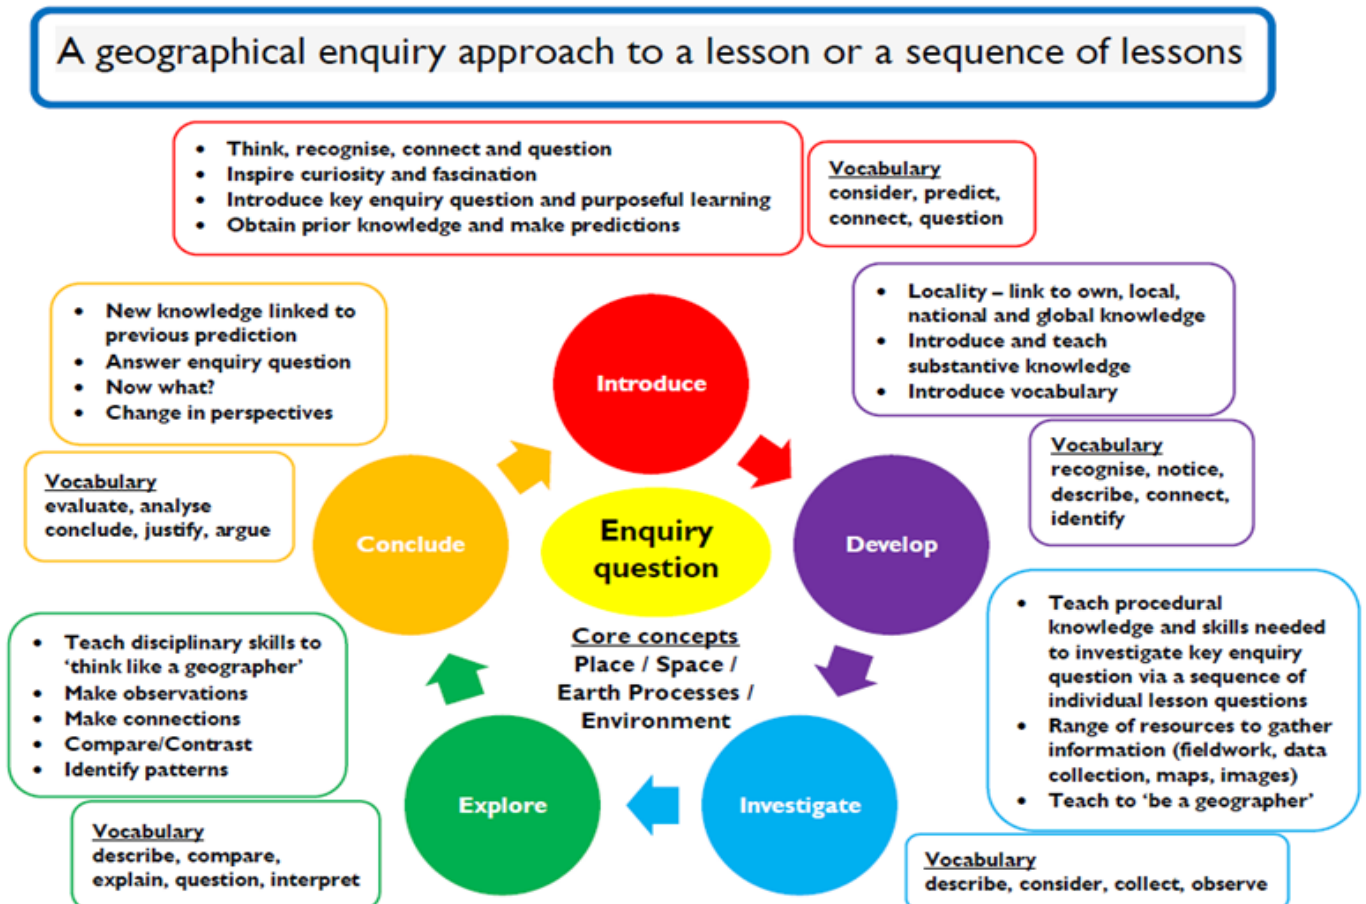 A geographical enquiry approach to a lesson or a sequence of lessons
• Think, recognise, connect and question
• Inspire curiosity and fascination
• Introduce key enquiry question and purposeful learning
• Obtain prior knowledge and make predictions
Vocabulary
consider, predict,
connect, question
Introduce
• Locality – link to own, local,
national and global knowledge
• Introduce and teach
substantive knowledge
• Introduce vocabulary
Vocabulary
recognise, notice,
describe, connect,
identify
Develop
• Teach procedural
knowledge and skills needed
to investigate key enquiry
question via a sequence of
individual lesson questions
• Range of resources to gather
information (fieldwork, data
collection, maps, images)
• Teach to ‘be a geographer’
Vocabulary
describe, consider, collect, observe
Investigate
• Teach disciplinary skills to
‘think like a geographer’
• Make observations
• Make connections
• Compare/Contrast
• Identify patterns
Vocabulary
describe, compare,
explain, question, interpret
Explore
• New knowledge linked to
previous prediction
• Answer enquiry question
• Now what?
• Change in perspectives
Vocabulary
evaluate, analyse
conclude, justify, argue
Conclude
Enquiry
question
Core concepts
Place / Space /
Earth Processes /
Environment